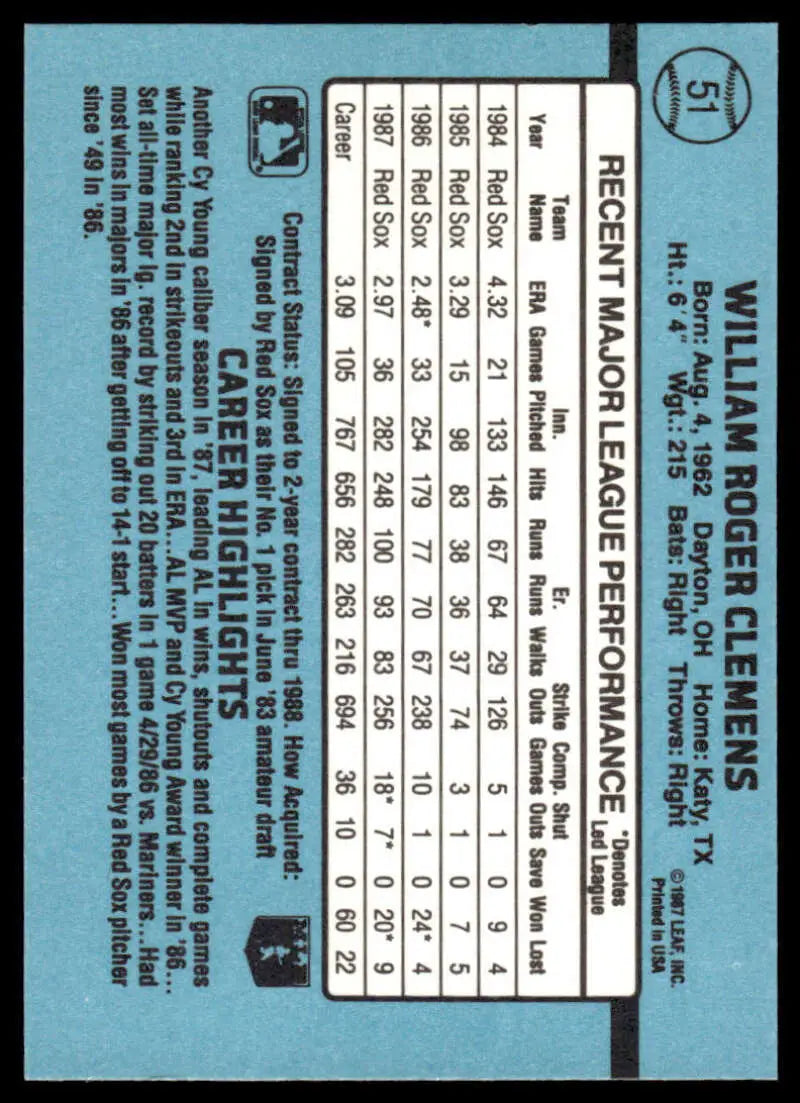 51
WILLIAM ROGER CLEMENS
Born: Aug. 4, 1962 Dayton, OH Home: Katy, TX
Ht.: 6'4" Wgt.: 215 Bats: Right Throws: Right
© 1987 LEAF, INC.
Printed in USA
RECENT MAJOR LEAGUE PERFORMANCE *Denotes
Led League
Team Inn. Er. Strike Comp. Shut
Year Name ERA Games Pitched Hits Runs Runs Walks Outs Games Outs Save Won Lost
1984 Red Sox 4.32 21 133 146 67 64 29 126 5 1 0 9 4
1985 Red Sox 3.29 15 98 83 38 36 37 74 3 1 0 7 5
1986 Red Sox 2.48* 33 254 179 77 70 67 238 10 1 0 24* 4
1987 Red Sox 2.97 36 282 248 100 93 83 256 18* 7* 0 20* 9
Career 3.09 105 767 656 282 263 216 694 36 10 0 60 22
Contract Status: Signed to 2-year contract thru 1988. How Acquired:
Signed by Red Sox as their No. 1 pick in June '83 amateur draft
CAREER HIGHLIGHTS
Another Cy Young caliber season in '87, leading AL in wins, shutouts and complete games
while ranking 2nd in strikeouts and 3rd in ERA...AL MVP and Cy Young Award winner in '86...
Set all-time major lg. record by striking out 20 batters in 1 game 4/29/86 vs. Mariners...Had
most wins in majors in '86 after getting off to 14-1 start...Won most games by a Red Sox pitcher
since '49 in '86.